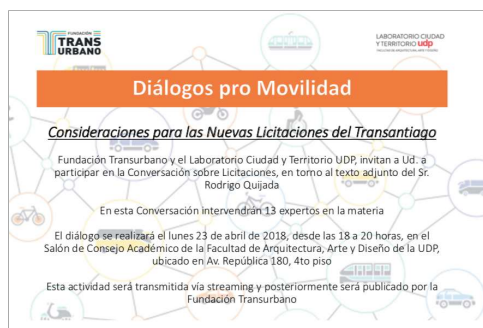 FUNDACIÓN
TRANS
URBANO
LABORATORIO CIUDAD
Y TERRITORIO udp
FACULTAD DE ARQUITECTURA, ARTE Y DISEÑO
Diálogos pro Movilidad
Consideraciones para las Nuevas Licitaciones del Transantiago
Fundación Transurbano y el Laboratorio Ciudad y Territorio UDP, invitan a Ud. a
participar en la Conversación sobre Licitaciones, en torno al texto adjunto del Sr.
Rodrigo Quijada
En esta Conversación intervendrán 13 expertos en la materia
El diálogo se realizará el lunes 23 de abril de 2018, desde las 18 a 20 horas, en el
Salón de Consejo Académico de la Facultad de Arquitectura, Arte y Diseño de la UDP,
ubicado en Av. República 180, 4to piso
Esta actividad será transmitida vía streaming y posteriormente será publicado por la
Fundación Transurbano